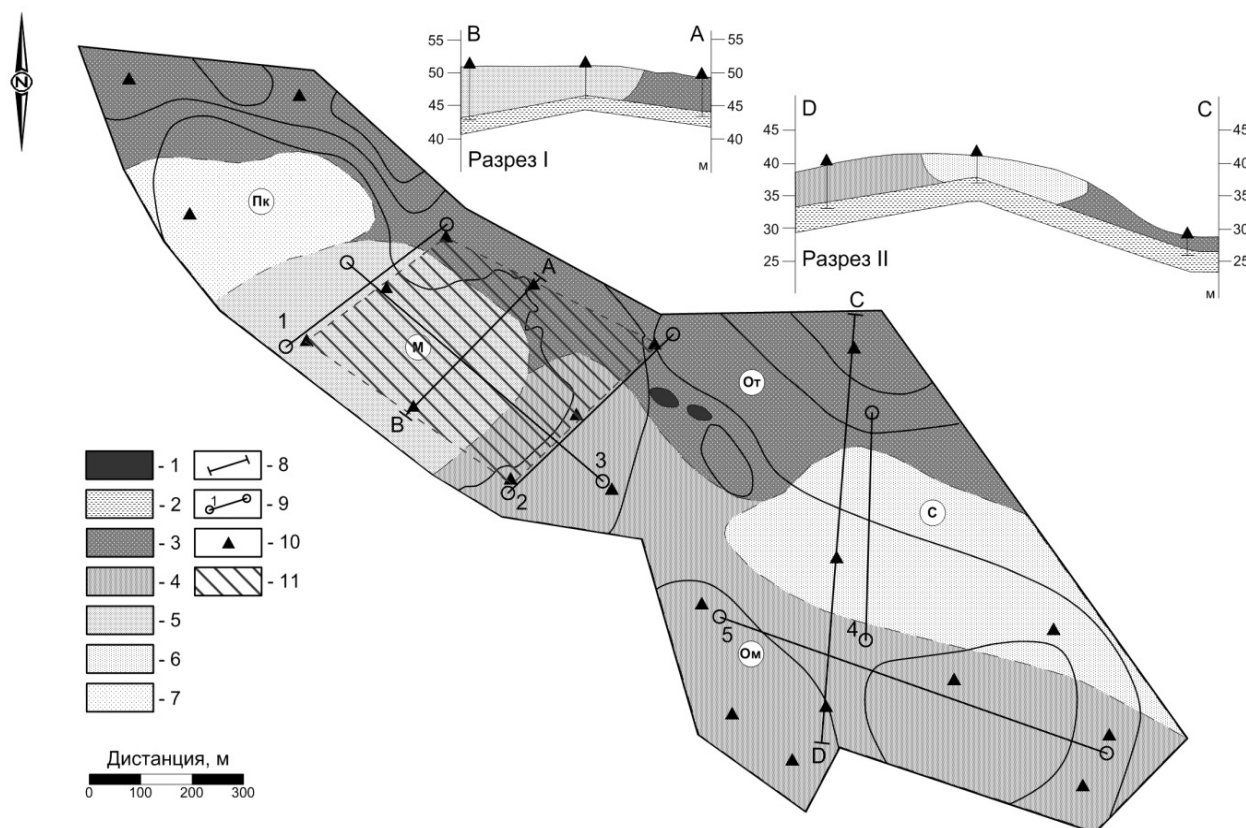 N
B
A
55
50
45
40
55
50
45
40
м
Разрез I
D
C
45
40
35
30
25
45
40
35
30
25
м
Разрез II
Пк
A
1
М
B
C
От
3
2
С
5
4
Ом
D
- 1
- 2
- 3
- 4
- 5
- 6
- 7
- 8
1
- 9
- 10
- 11
Дистанция, м
0 100 200 300